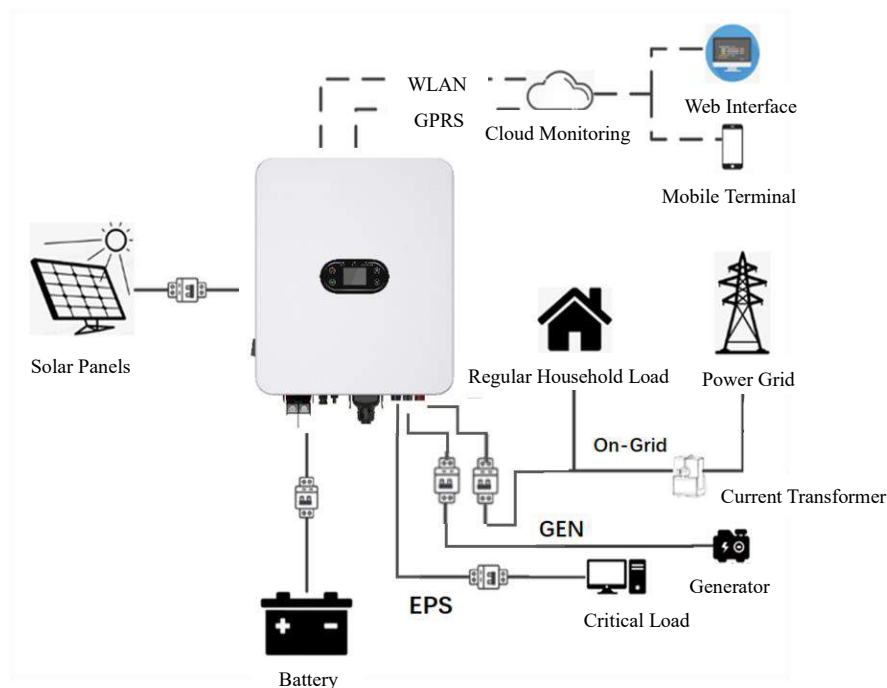 WLAN
GPRS
Cloud Monitoring
Web Interface
Mobile Terminal
Solar Panels
Regular Household Load
Power Grid
On-Grid
Current Transformer
GEN
Generator
EPS
Critical Load
Battery